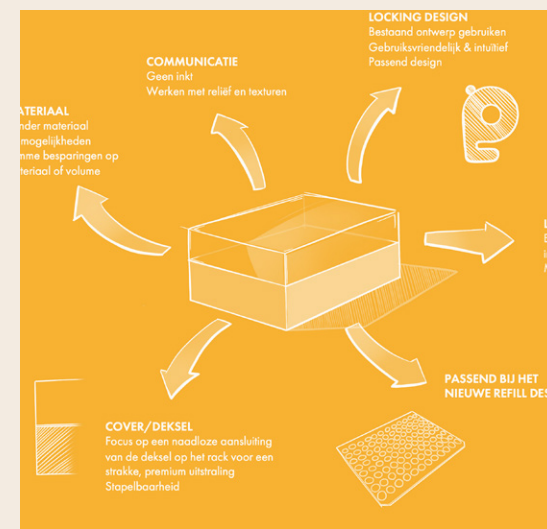 LOCKING DESIGN
Bestaand ontwerp gebruiken
Gebruiksvriendelijk & intuïtief
Passend design
COMMUNICATIE
Geen inkt
Werken met reliëf en texturen
ATERIAAL
nder materiaal
mogelijkheden
mme besparingen op
teriaal of volume
PASSEND BIJ HET
NIEUWE REFILL DES
COVER/DEKSEL
Focus op een naadloze aansluiting
van de deksel op het rack voor een
strakke, premium uitstraling
Stapelbaarheid